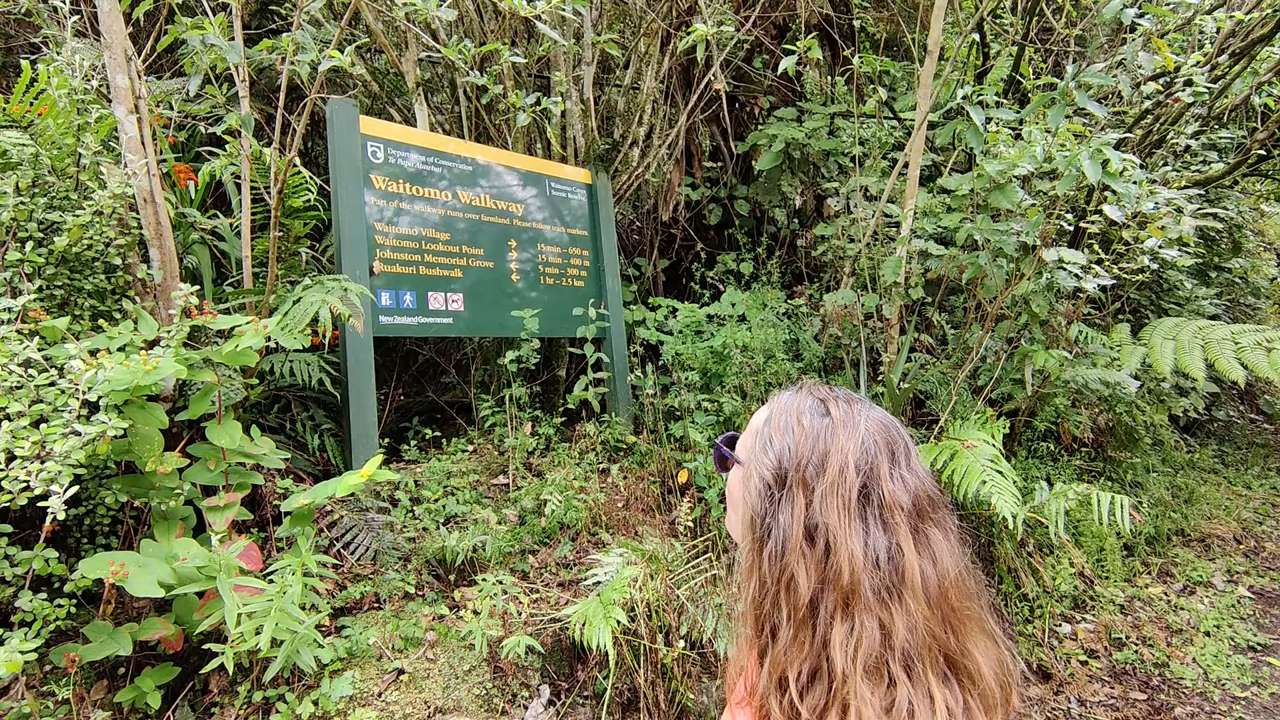 Department of Conservation
Te Papa Atawhai
Waitomo Caves
Scenic Reserve
Waitomo Walkway
Part of the walkway runs over farmland. Please follow track markers.
Waitomo Village → 15 min – 650 m
Waitomo Lookout Point → 15 min – 400 m
Johnston Memorial Grove ← 5 min – 300 m
Ruakuri Bushwalk ← 1 hr – 2.5 km
New Zealand Government